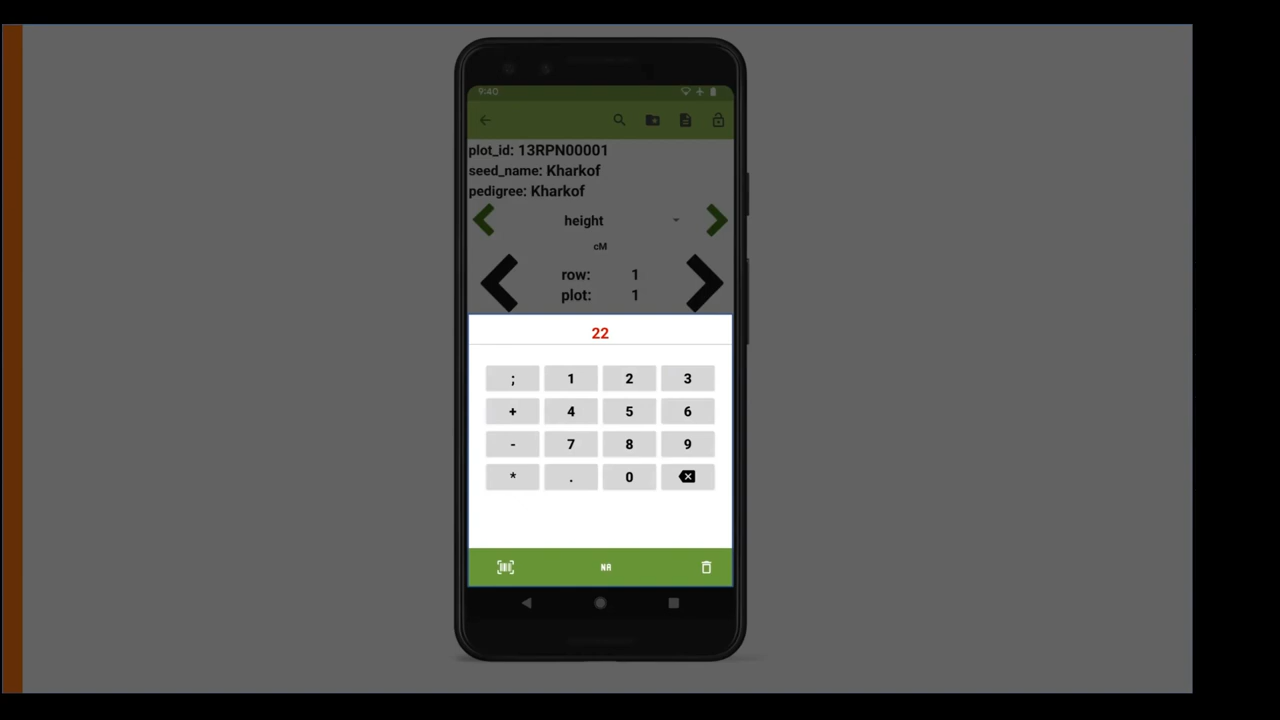 9:40
plot_id: 13RPN00001
seed_name: Kharkof
pedigree: Kharkof
height
cM
row: 1
plot: 1
22
; 1 2 3
+ 4 5 6
- 7 8 9
* . 0
NA